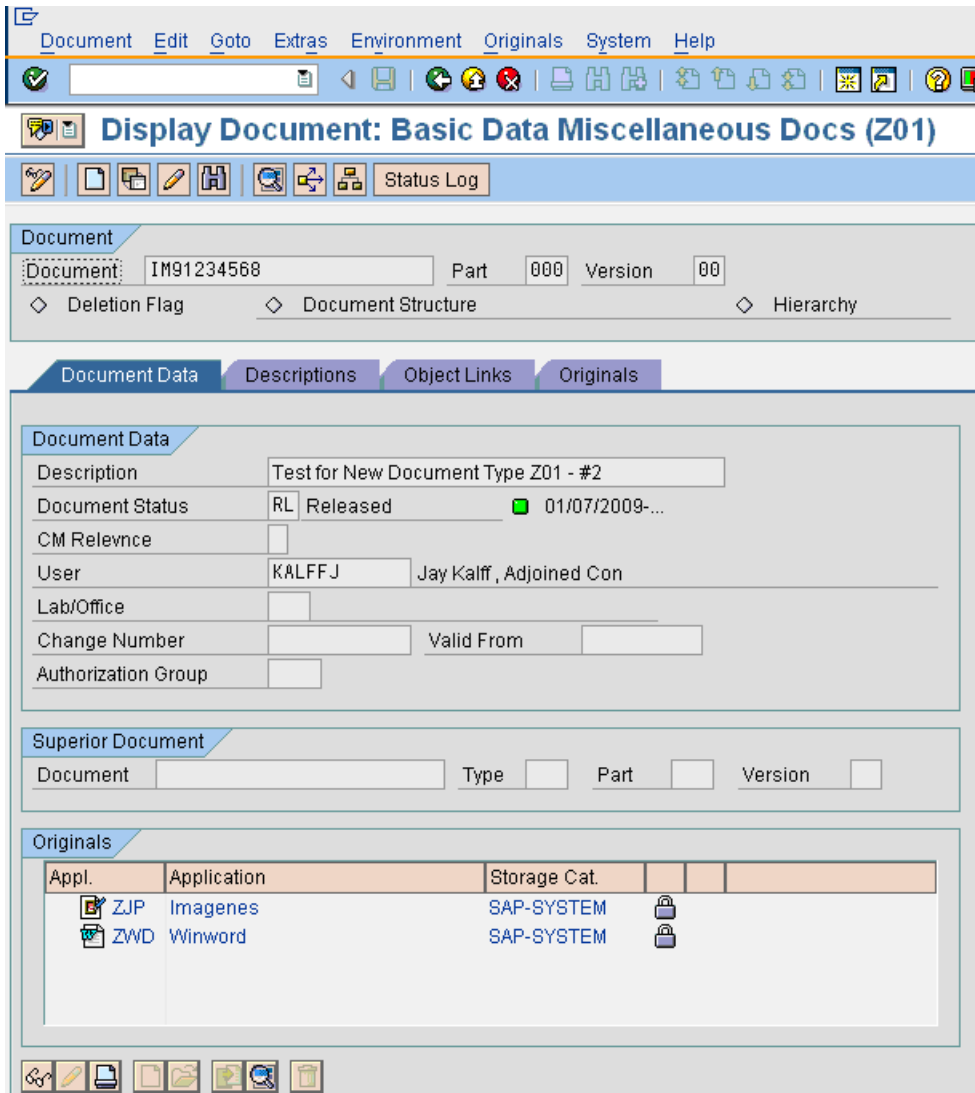 Document Edit Goto Extras Environment Originals System Help
Display Document: Basic Data Miscellaneous Docs (Z01)
Status Log
Document
Document IM91234568 Part 000 Version 00
Deletion Flag Document Structure Hierarchy
Document Data Descriptions Object Links Originals
Document Data
Description Test for New Document Type Z01 - #2
Document Status RL Released 01/07/2009-...
CM Relevnce
User KALFFJ Jay Kalff , Adjoined Con
Lab/Office
Change Number Valid From
Authorization Group
Superior Document
Document Type Part Version
Originals
Appl. Application Storage Cat.
ZJP Imagenes SAP-SYSTEM
ZWD Winword SAP-SYSTEM